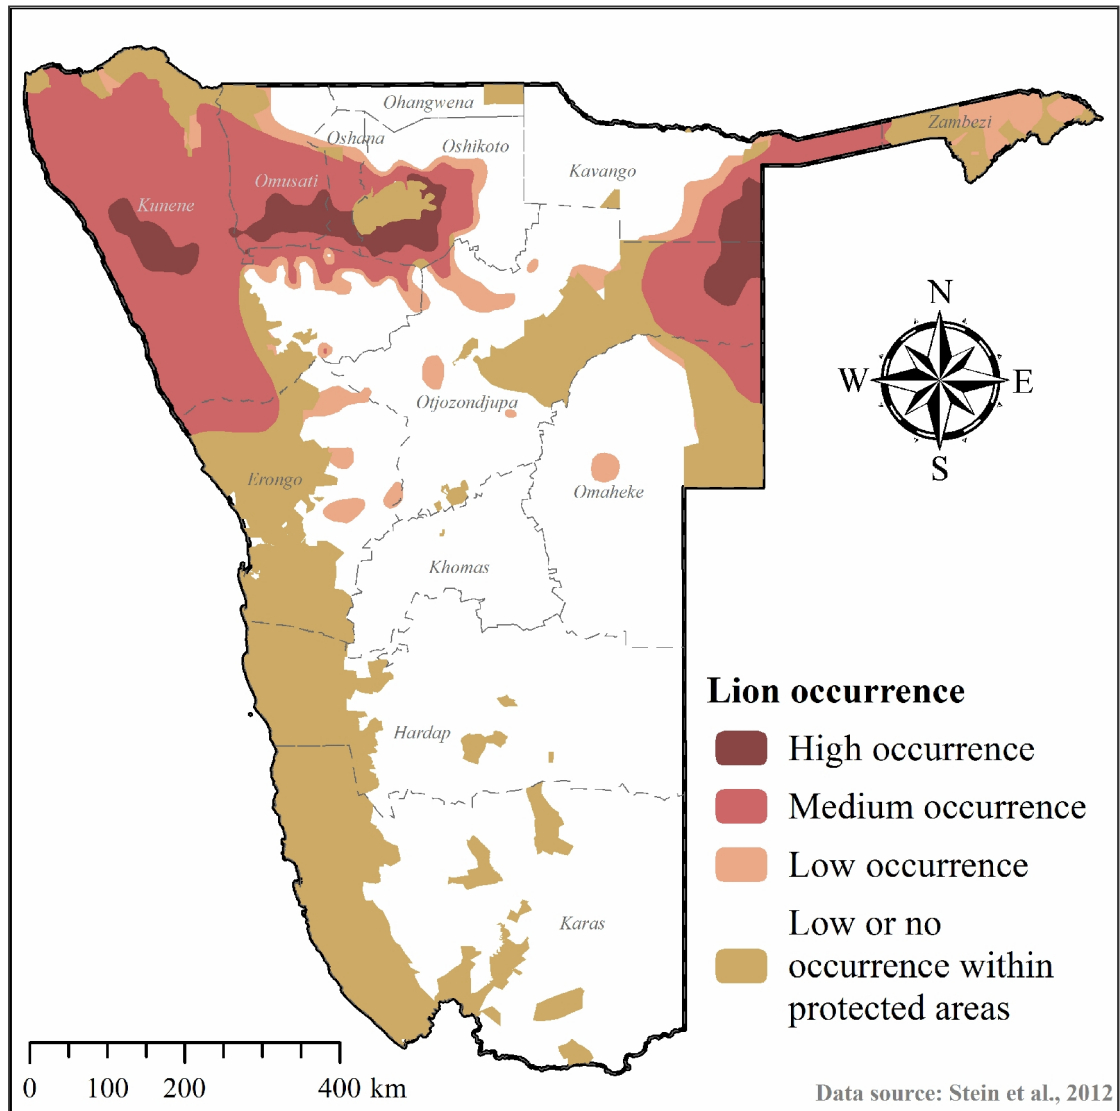 Ohangwena
Oshana
Oshikoto
Zambezi
Kavango
Omusati
Kunene
N
W
E
S
Otjozondjupa
Erongo
Omaheke
Khomas
Hardap
Karas
Lion occurrence
High occurrence
Medium occurrence
Low occurrence
Low or no
occurrence within
protected areas
0 100 200 400 km
Data source: Stein et al., 2012